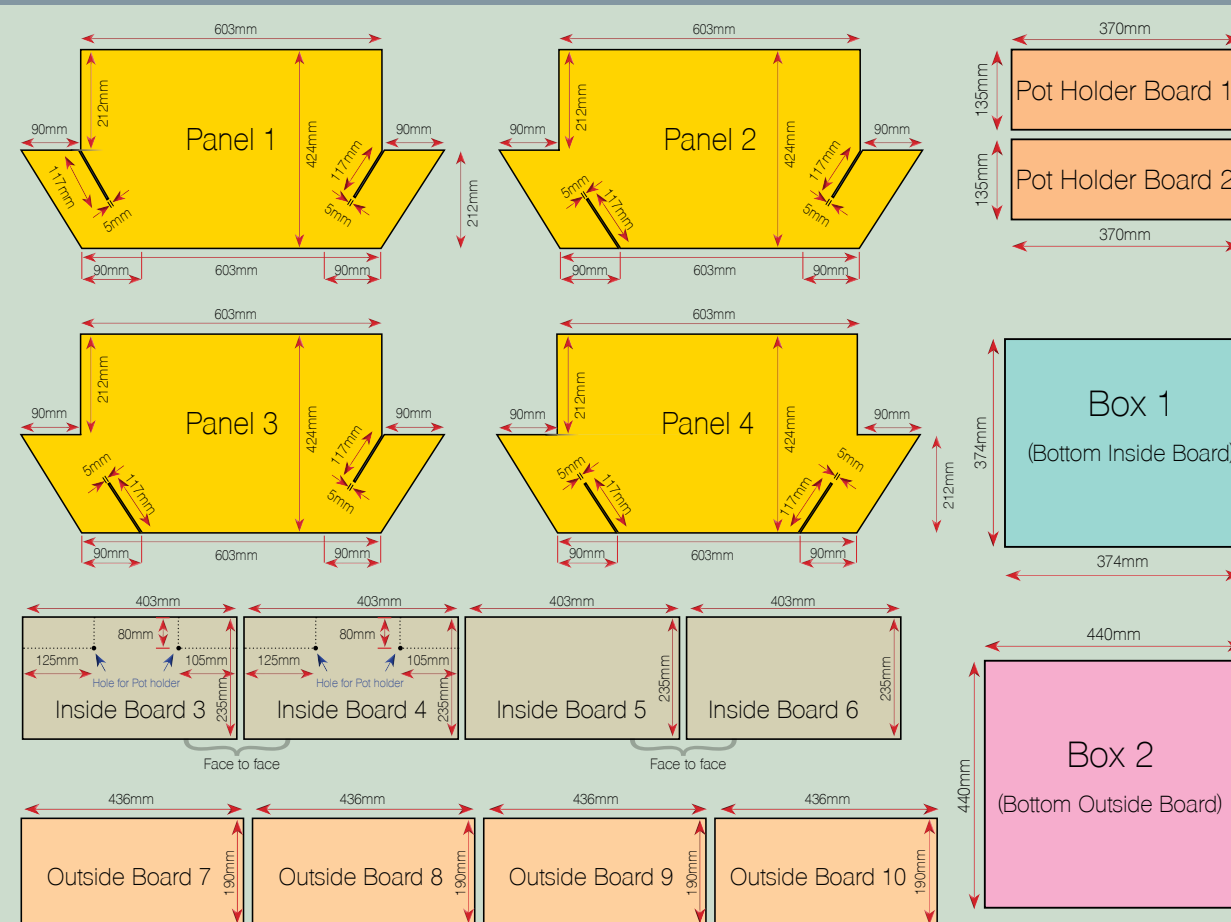 603mm
212mm
90mm
Panel 1
424mm
90mm
117mm
5mm
117mm
5mm
212mm
90mm
603mm
90mm
603mm
212mm
90mm
Panel 2
424mm
90mm
5mm
117mm
117mm
5mm
90mm
603mm
90mm
370mm
135mm
Pot Holder Board 1
135mm
Pot Holder Board 2
370mm
603mm
212mm
90mm
Panel 3
424mm
90mm
5mm
117mm
117mm
5mm
90mm
603mm
90mm
603mm
212mm
90mm
Panel 4
424mm
90mm
5mm
117mm
117mm
5mm
212mm
90mm
603mm
90mm
374mm
Box 1
(Bottom Inside Board)
374mm
403mm
80mm
125mm
105mm
Hole for Pot holder
235mm
Inside Board 3
403mm
80mm
125mm
105mm
Hole for Pot holder
235mm
Inside Board 4
Face to face
403mm
235mm
Inside Board 5
403mm
235mm
Inside Board 6
Face to face
440mm
440mm
Box 2
(Bottom Outside Board)
436mm
Outside Board 7
190mm
436mm
Outside Board 8
190mm
436mm
Outside Board 9
190mm
436mm
Outside Board 10
190mm